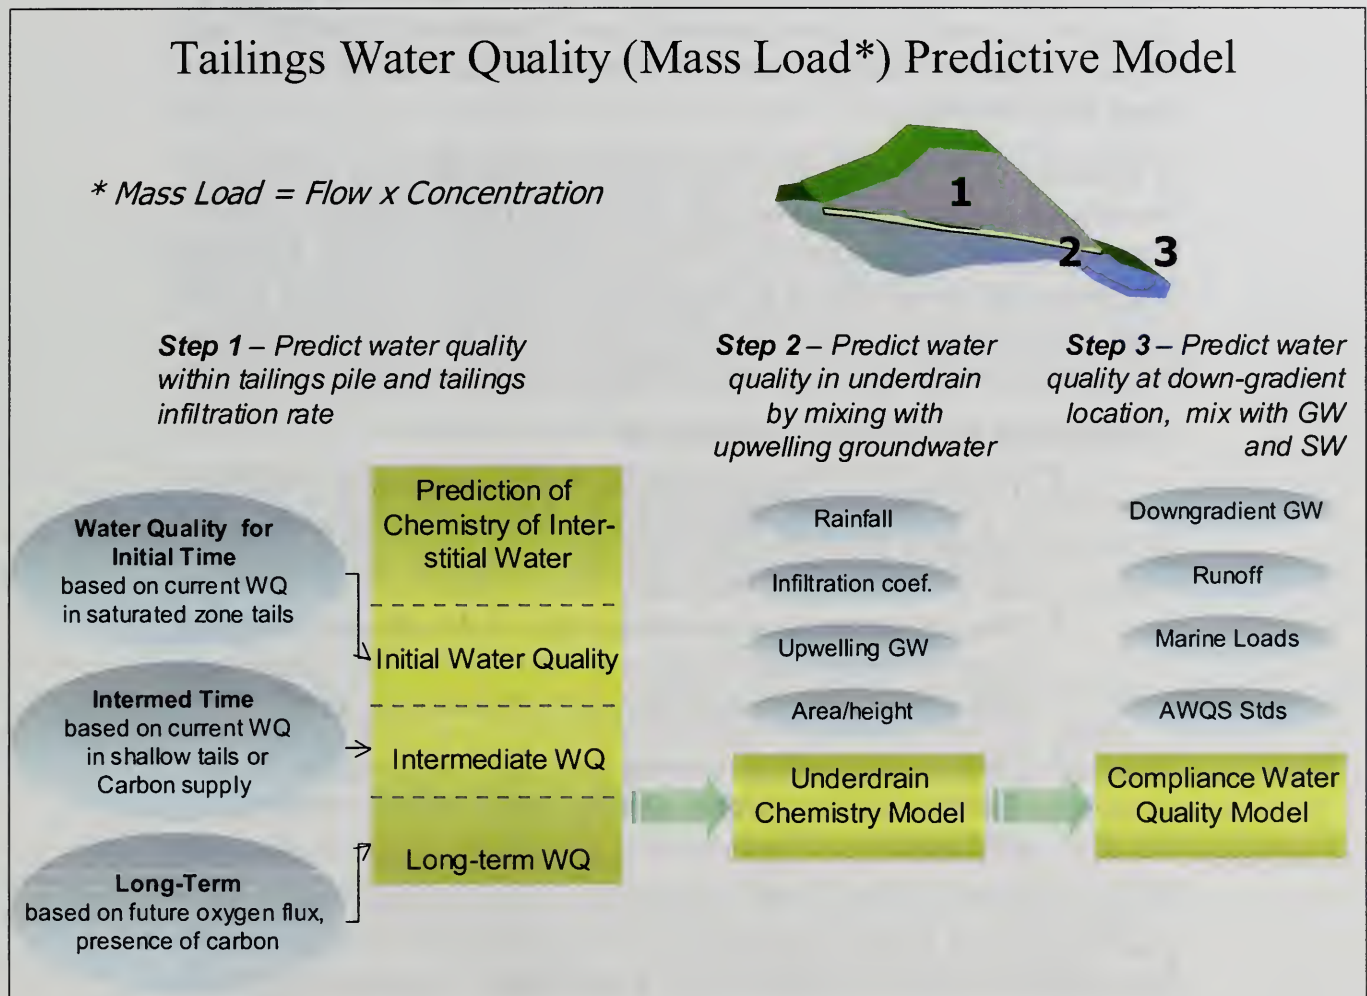 Tailings Water Quality (Mass Load*) Predictive Model
* Mass Load = Flow x Concentration
1
2
3
Step 1 – Predict water quality
within tailings pile and tailings
infiltration rate
Step 2 – Predict water
quality in underdrain
by mixing with
upwelling groundwater
Step 3 – Predict water
quality at down-gradient
location, mix with GW
and SW
Water Quality for
Initial Time
based on current WQ
in saturated zone tails
Intermed Time
based on current WQ
in shallow tails or
Carbon supply
Long-Term
based on future oxygen flux,
presence of carbon
Prediction of
Chemistry of Inter-
stitial Water
Initial Water Quality
Intermediate WQ
Long-term WQ
Rainfall
Infiltration coef.
Upwelling GW
Area/height
Underdrain
Chemistry Model
Downgradient GW
Runoff
Marine Loads
AWQS Stds
Compliance Water
Quality Model